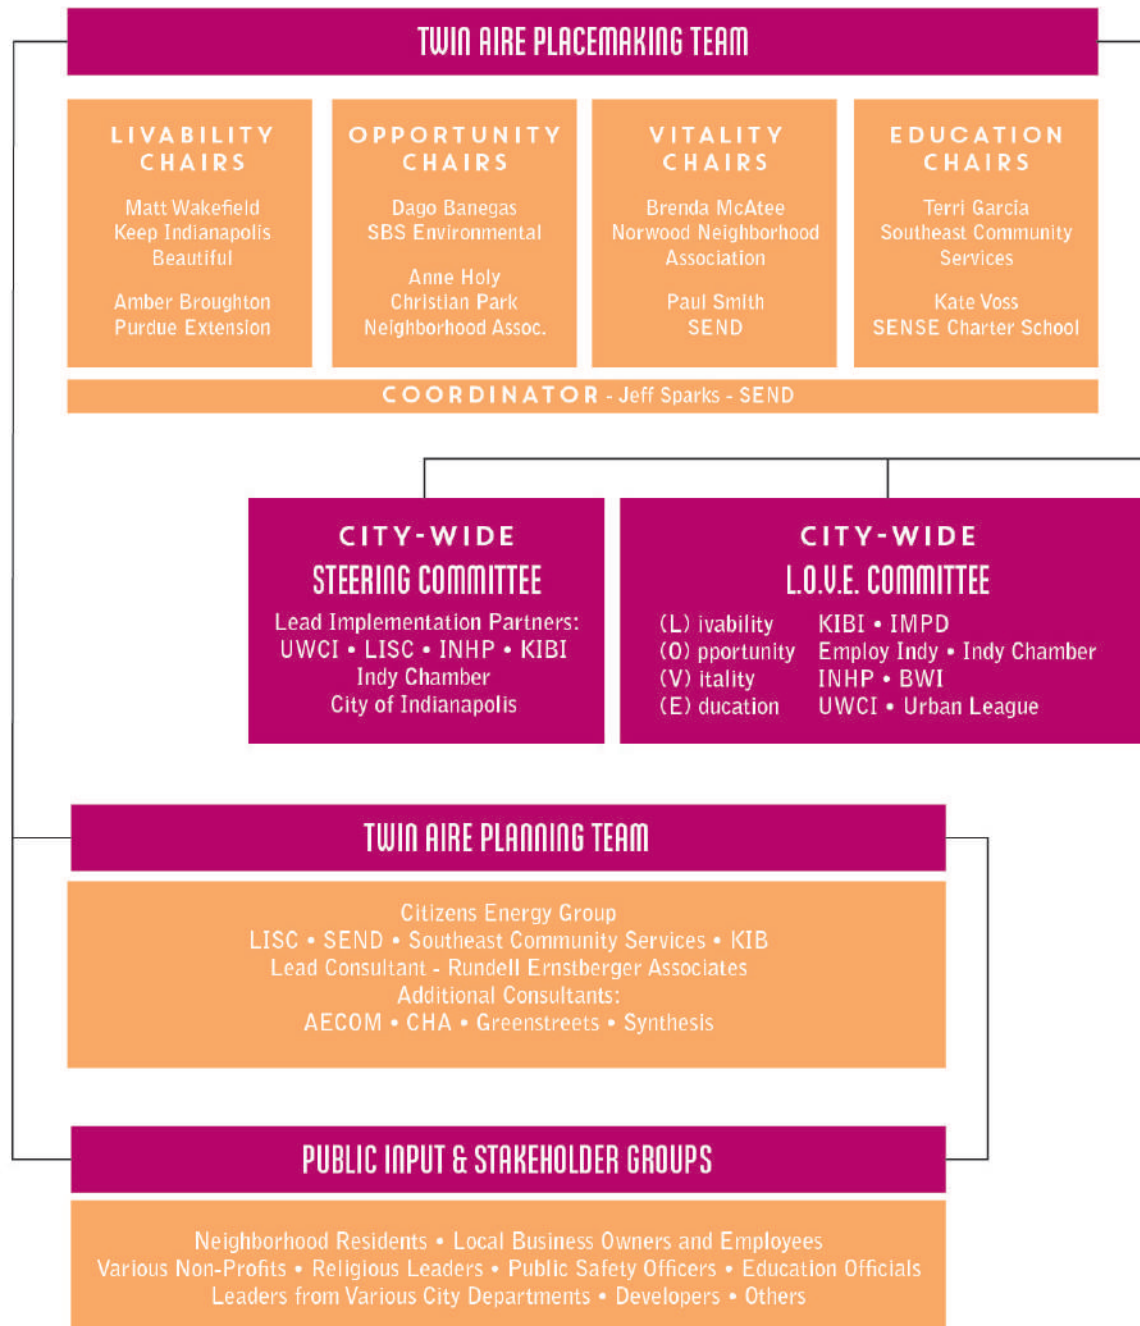 TWIN AIRE PLACEMAKING TEAM
LIVABILITY
CHAIRS
Matt Wakefield
Keep Indianapolis
Beautiful
Amber Broughton
Purdue Extension
OPPORTUNITY
CHAIRS
Dago Banegas
SBS Environmental
Anne Holy
Christian Park
Neighborhood Assoc.
VITALITY
CHAIRS
Brenda McAtee
Norwood Neighborhood
Association
Paul Smith
SEND
EDUCATION
CHAIRS
Terri Garcia
Southeast Community
Services
Kate Voss
SENSE Charter School
COORDINATOR - Jeff Sparks - SEND
CITY-WIDE
STEERING COMMITTEE
Lead Implementation Partners:
UWCI • LISC • INHP • KIBI
Indy Chamber
City of Indianapolis
CITY-WIDE
L.O.V.E. COMMITTEE
(L) ivability KIBI • IMPD
(O) pportunity Employ Indy • Indy Chamber
(V) itality INHP • BWI
(E) ducation UWCI • Urban League
TWIN AIRE PLANNING TEAM
Citizens Energy Group
LISC • SEND • Southeast Community Services • KIB
Lead Consultant - Rundell Ernstberger Associates
Additional Consultants:
AECOM • CHA • Greenstreets • Synthesis
PUBLIC INPUT & STAKEHOLDER GROUPS
Neighborhood Residents • Local Business Owners and Employees
Various Non-Profits • Religious Leaders • Public Safety Officers • Education Officials
Leaders from Various City Departments • Developers • Others